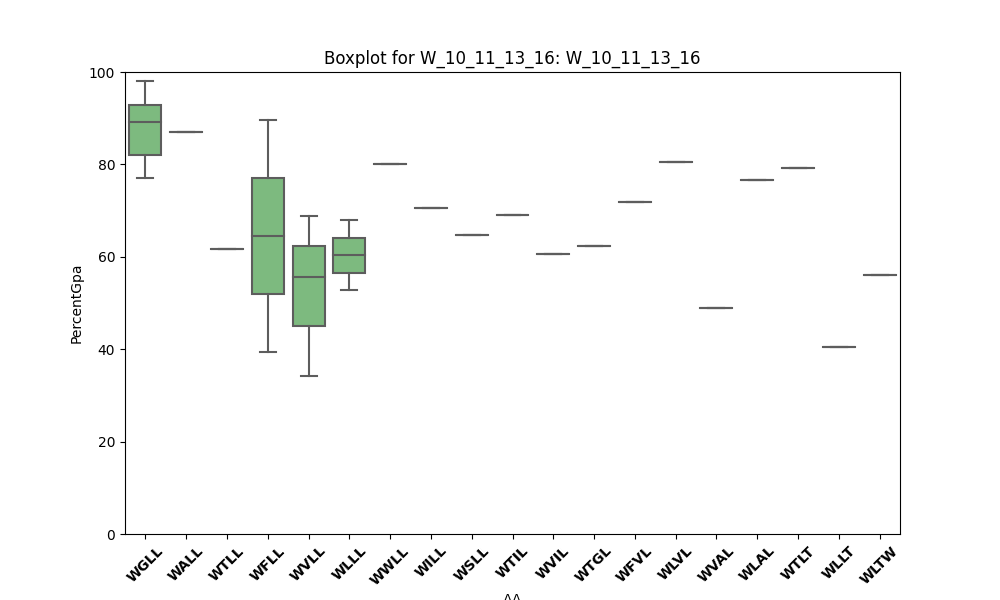 Boxplot for W_10_11_13_16: W_10_11_13_16
PercentGpa
100
80
60
40
20
0
WGLL WALL WTLL WFLL WVLL WLLL WWLL WILL WSLL WTIL WVIL WTGL WFVL WLVL WVAL WLAL WTLT WLLT WLTW
AA